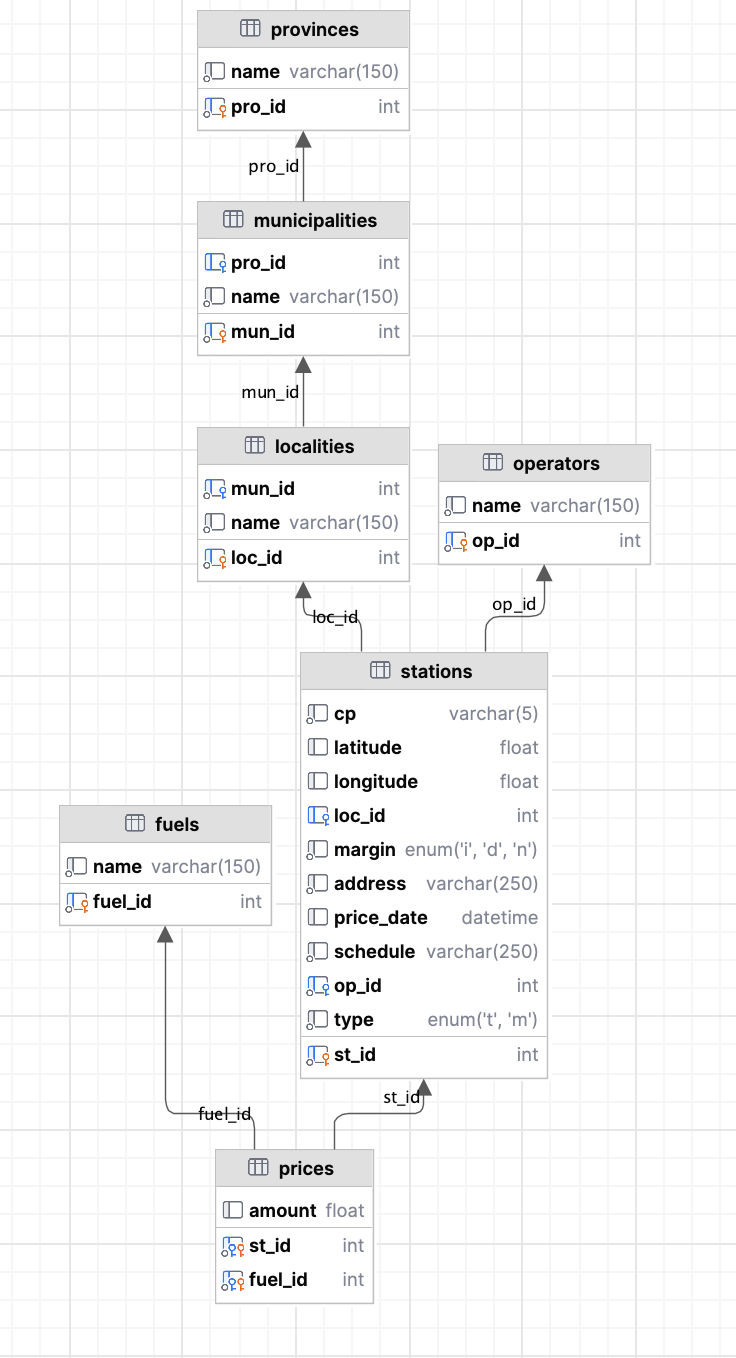 provinces
name varchar(150)
pro_id int
pro_id
municipalities
pro_id int
name varchar(150)
mun_id int
mun_id
localities
mun_id int
name varchar(150)
loc_id int
operators
name varchar(150)
op_id int
loc_id
op_id
stations
cp varchar(5)
latitude float
longitude float
loc_id int
margin enum('i', 'd', 'n')
address varchar(250)
price_date datetime
schedule varchar(250)
op_id int
type enum('t', 'm')
st_id int
fuels
name varchar(150)
fuel_id int
fuel_id
st_id
prices
amount float
st_id int
fuel_id int